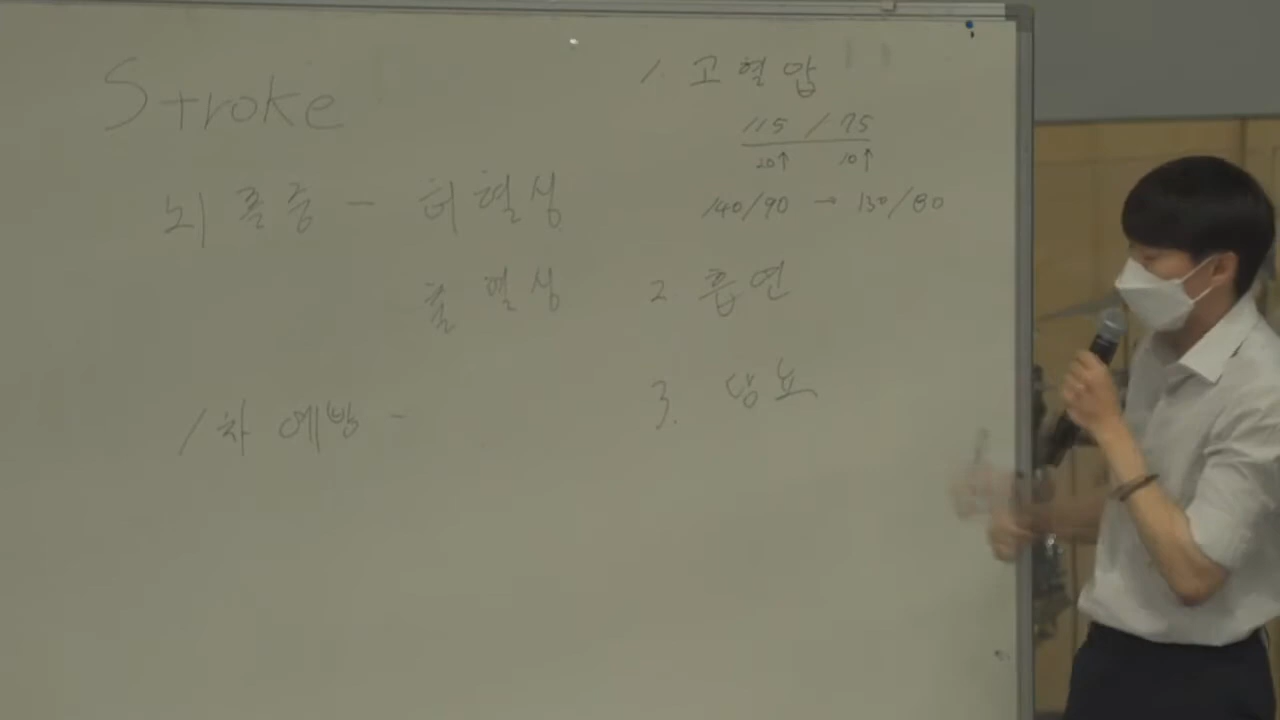 Stroke
뇌졸중 - 허혈성
출혈성
1차 예방 -
1. 고혈압
115 / 75
20↑ 10↑
140/90 → 130/80
2 흡연
3. 당뇨